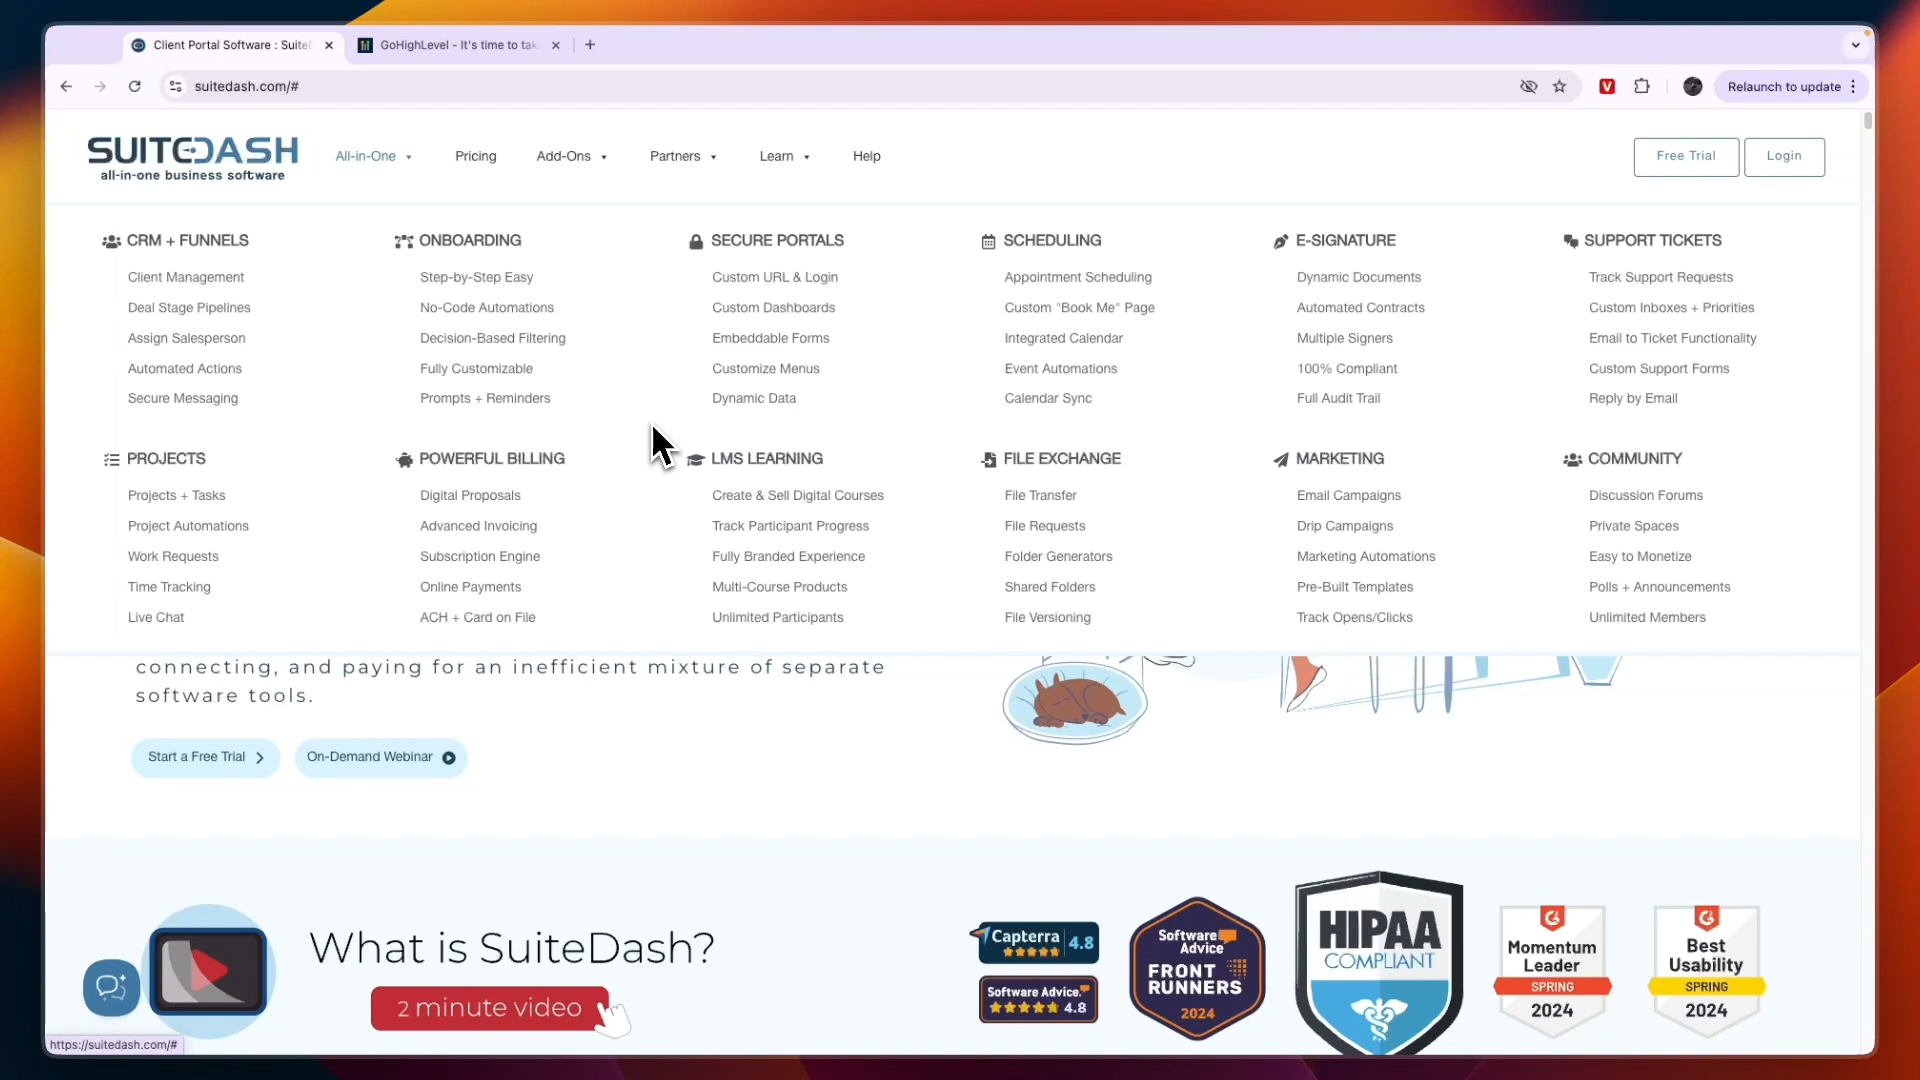 Client Portal Software : Suite
GoHighLevel - It's time to tak
suitedash.com/#
Relaunch to update
SUITEDASH
all-in-one business software
All-in-One
Pricing
Add-Ons
Partners
Learn
Help
Free Trial
Login
CRM + FUNNELS
Client Management
Deal Stage Pipelines
Assign Salesperson
Automated Actions
Secure Messaging
ONBOARDING
Step-by-Step Easy
No-Code Automations
Decision-Based Filtering
Fully Customizable
Prompts + Reminders
SECURE PORTALS
Custom URL & Login
Custom Dashboards
Embeddable Forms
Customize Menus
Dynamic Data
SCHEDULING
Appointment Scheduling
Custom "Book Me" Page
Integrated Calendar
Event Automations
Calendar Sync
E-SIGNATURE
Dynamic Documents
Automated Contracts
Multiple Signers
100% Compliant
Full Audit Trail
SUPPORT TICKETS
Track Support Requests
Custom Inboxes + Priorities
Email to Ticket Functionality
Custom Support Forms
Reply by Email
PROJECTS
Projects + Tasks
Project Automations
Work Requests
Time Tracking
Live Chat
POWERFUL BILLING
Digital Proposals
Advanced Invoicing
Subscription Engine
Online Payments
ACH + Card on File
LMS LEARNING
Create & Sell Digital Courses
Track Participant Progress
Fully Branded Experience
Multi-Course Products
Unlimited Participants
FILE EXCHANGE
File Transfer
File Requests
Folder Generators
Shared Folders
File Versioning
MARKETING
Email Campaigns
Drip Campaigns
Marketing Automations
Pre-Built Templates
Track Opens/Clicks
COMMUNITY
Discussion Forums
Private Spaces
Easy to Monetize
Polls + Announcements
Unlimited Members
connecting, and paying for an inefficient mixture of separate
software tools.
Start a Free Trial
On-Demand Webinar
What is SuiteDash?
2 minute video
Capterra 4.8
Software Advice. 4.8
Software
Advice
FRONT
RUNNERS
2024
HIPAA
COMPLIANT
Momentum
Leader
SPRING
2024
Best
Usability
SPRING
2024
https://suitedash.com/#